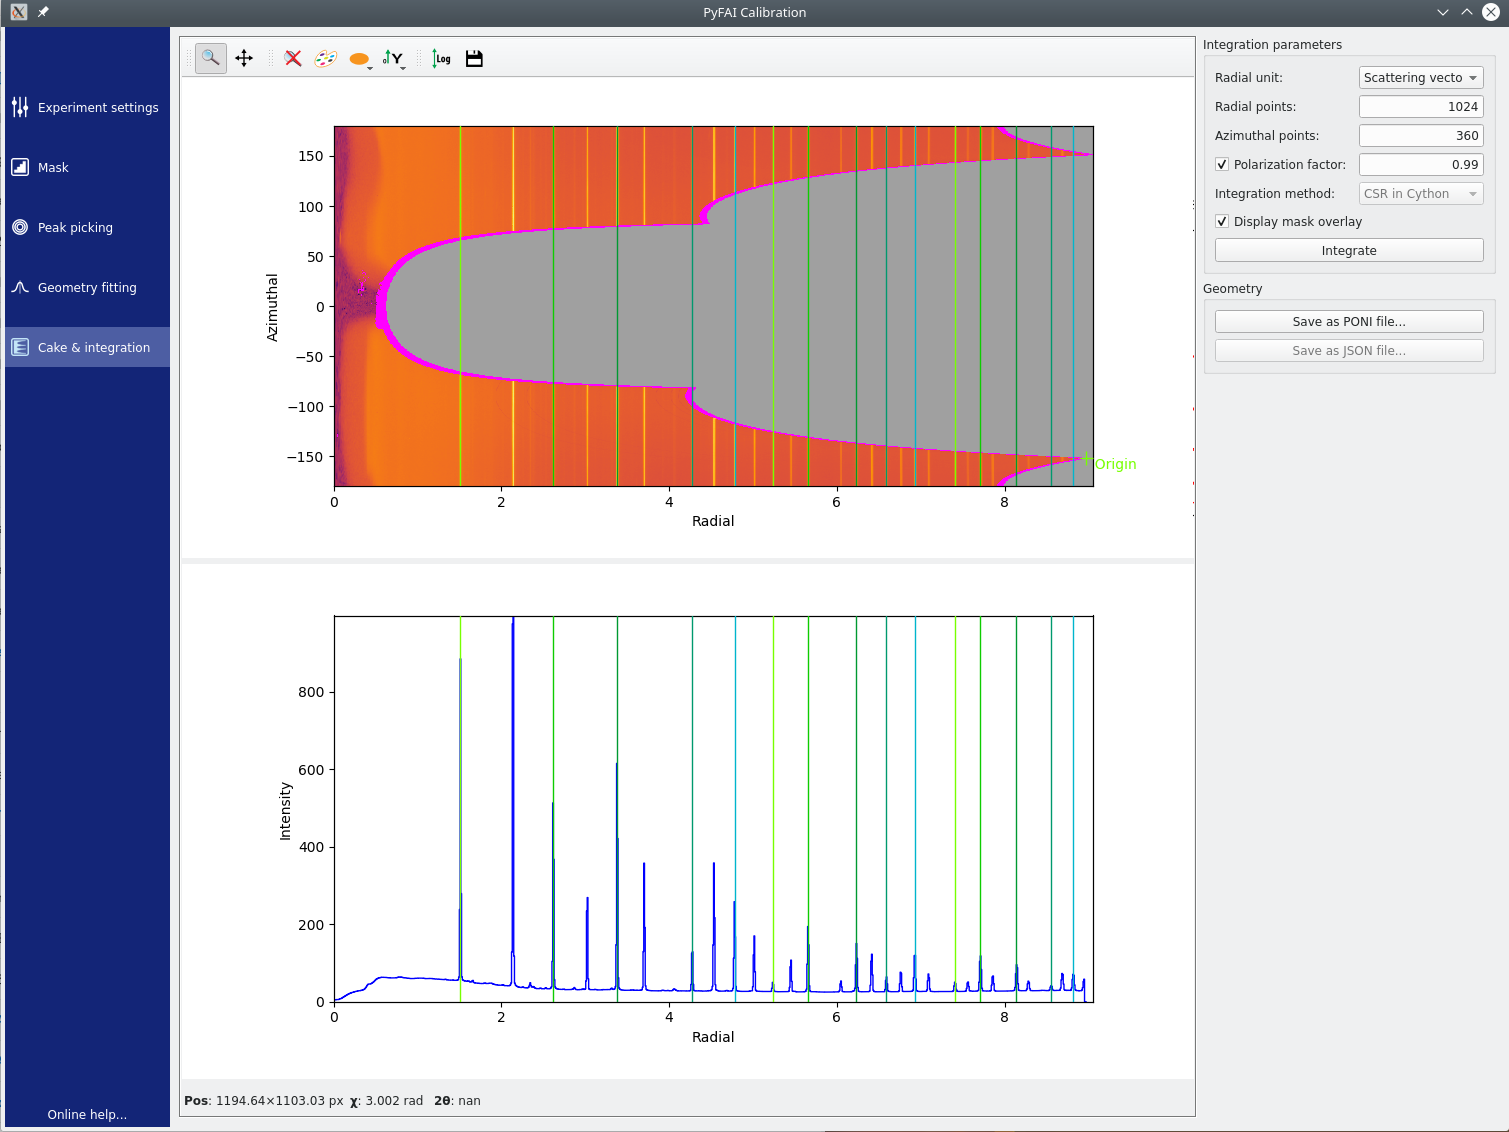 PyFAI Calibration
Experiment settings
Mask
Peak picking
Geometry fitting
Cake & integration
Online help...
Y
Log
150
100
50
0
−50
−100
−150
Azimuthal
0 2 4 6 8
Radial
Origin
800
600
400
200
0
Intensity
0 2 4 6 8
Radial
Pos: 1194.64×1103.03 px χ: 3.002 rad 2θ: nan
Integration parameters
Radial unit: Scattering vecto
Radial points: 1024
Azimuthal points: 360
Polarization factor: 0.99
Integration method: CSR in Cython
Display mask overlay
Integrate
Geometry
Save as PONI file...
Save as JSON file...